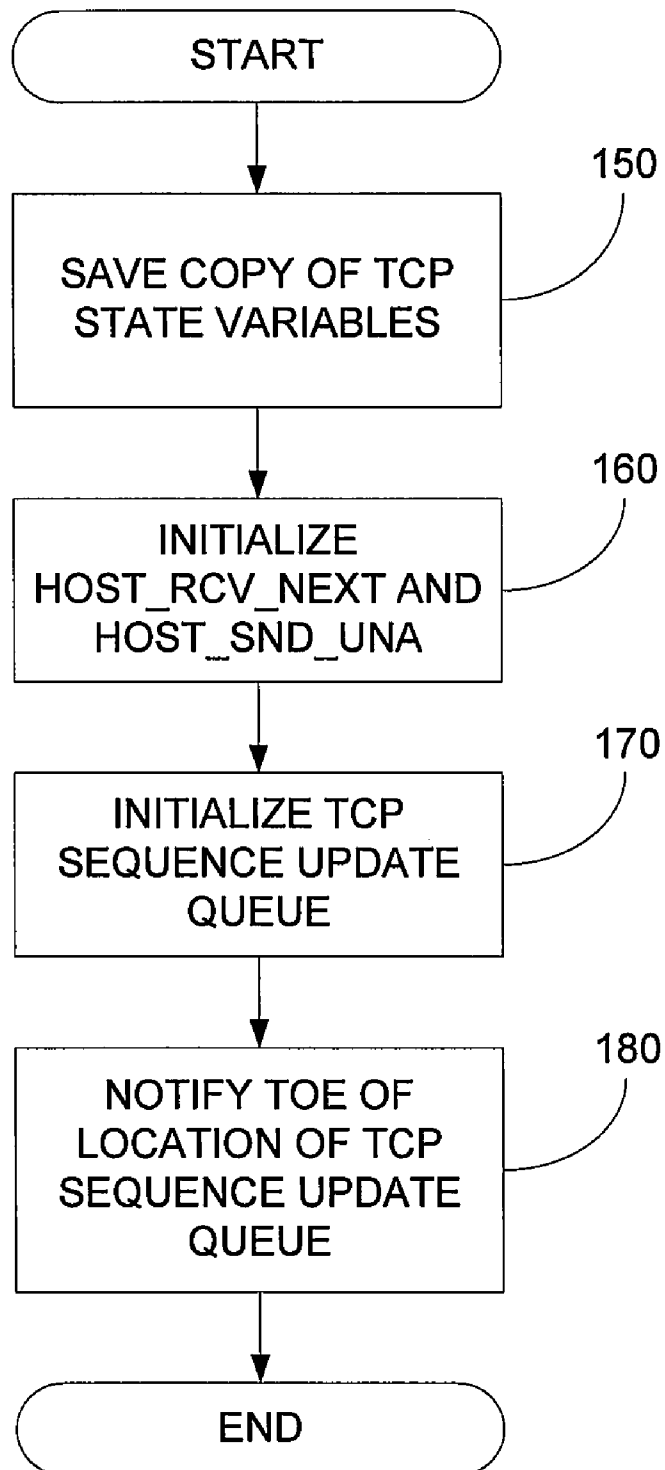 START
150
SAVE COPY OF TCP
STATE VARIABLES
160
INITIALIZE
HOST_RCV_NEXT AND
HOST_SND_UNA
170
INITIALIZE TCP
SEQUENCE UPDATE
QUEUE
180
NOTIFY TOE OF
LOCATION OF TCP
SEQUENCE UPDATE
QUEUE
END